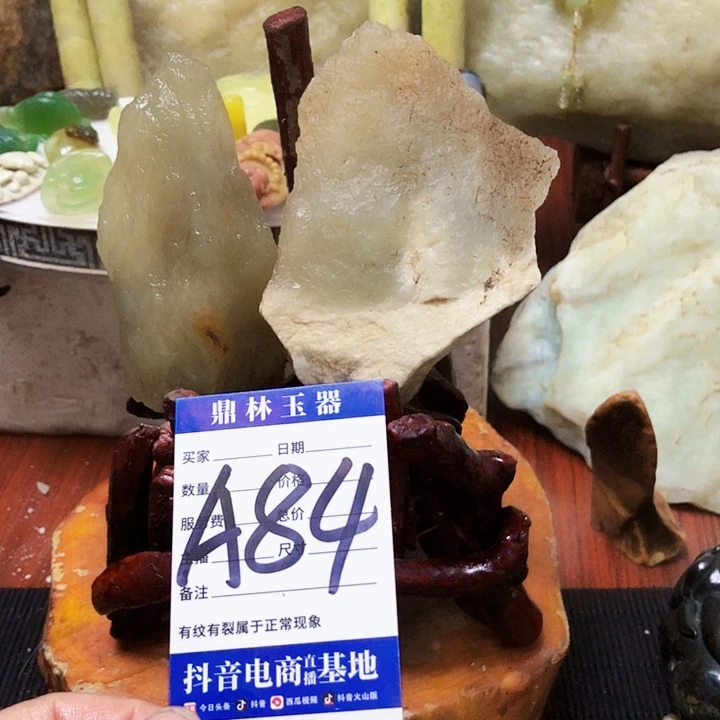 鼎林玉器
买家 日期
数量 价格
服务费 总价
主播 尺寸
A84
备注
有纹有裂属于正常现象
抖音电商直播基地
今日头条 抖音 西瓜视频 抖音火山版